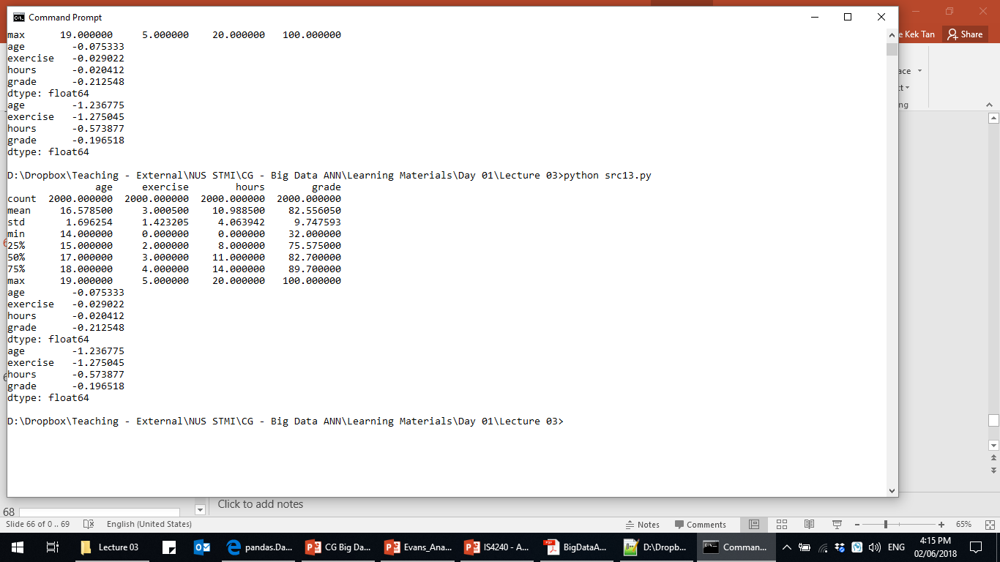 Command Prompt
max 19.000000 5.000000 20.000000 100.000000
age -0.075333
exercise -0.029022
hours -0.020412
grade -0.212548
dtype: float64
age -1.236775
exercise -1.275045
hours -0.573877
grade -0.196518
dtype: float64
D:\Dropbox\Teaching - External\NUS STMI\CG - Big Data ANN\Learning Materials\Day 01\Lecture 03>python src13.py
age exercise hours grade
count 2000.000000 2000.000000 2000.000000 2000.000000
mean 16.578500 3.000500 10.988500 82.556050
std 1.696254 1.423205 4.063942 9.747593
min 14.000000 0.000000 0.000000 32.000000
25% 15.000000 2.000000 8.000000 75.575000
50% 17.000000 3.000000 11.000000 82.700000
75% 18.000000 4.000000 14.000000 89.700000
max 19.000000 5.000000 20.000000 100.000000
age -0.075333
exercise -0.029022
hours -0.020412
grade -0.212548
dtype: float64
age -1.236775
exercise -1.275045
hours -0.573877
grade -0.196518
dtype: float64
D:\Dropbox\Teaching - External\NUS STMI\CG - Big Data ANN\Learning Materials\Day 01\Lecture 03>
e Kek Tan Share
ace
ct
ng
68
Click to add notes
Slide 66 of 0 .. 69 English (United States) Notes Comments 65%
Lecture 03 pandas.Da... CG Big Da... Evans_Ana... IS4240 - A... BigDataA... D:\Dropb... Comman... ENG 4:15 PM
02/06/2018